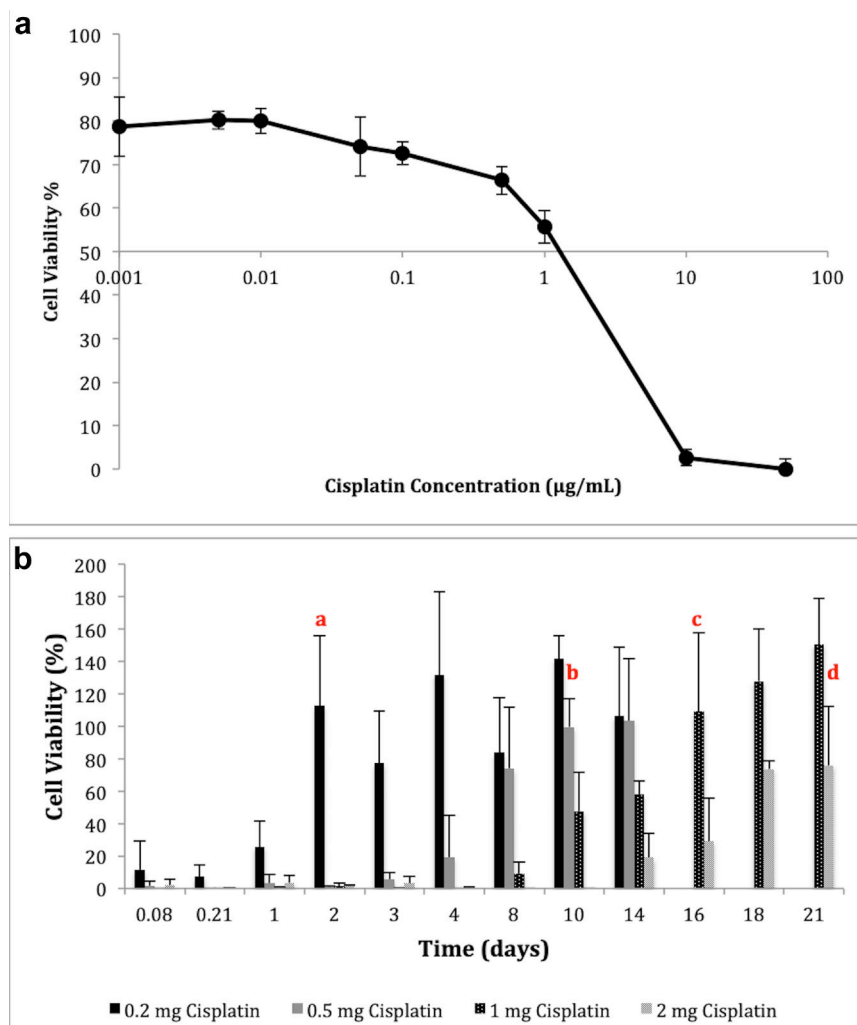 a
100
90
80
70
60
50
40
30
20
10
0
Cell Viability %
0.001 0.01 0.1 1 10 100
Cisplatin Concentration (µg/mL)
b
200
180
160
140
120
100
80
60
40
20
0
Cell Viability (%)
a
b
c
d
0.08 0.21 1 2 3 4 8 10 14 16 18 21
Time (days)
0.2 mg Cisplatin 0.5 mg Cisplatin 1 mg Cisplatin 2 mg Cisplatin